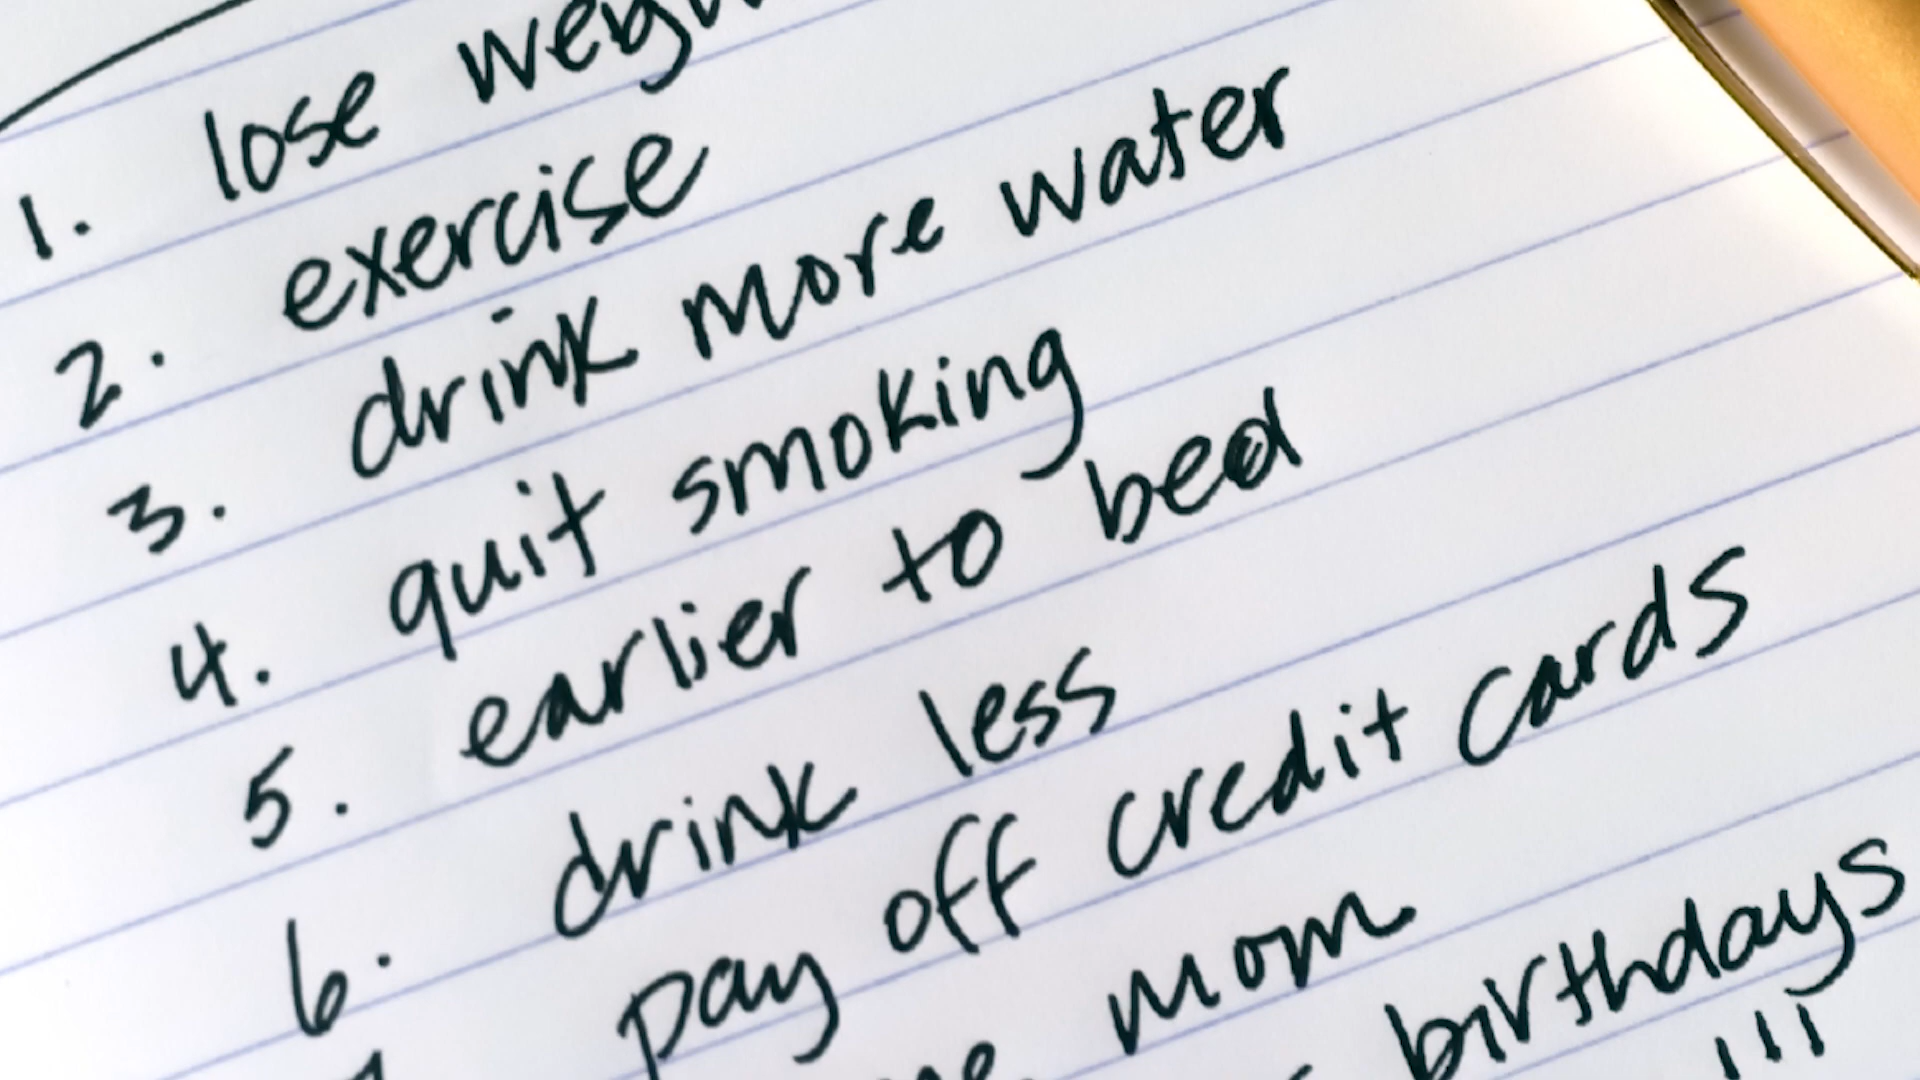 1. lose weigh
2. exercise
3. drink more water
4. quit smoking
5. earlier to bed
6. drink less
pay off credit cards
mom
birthdays
!!!